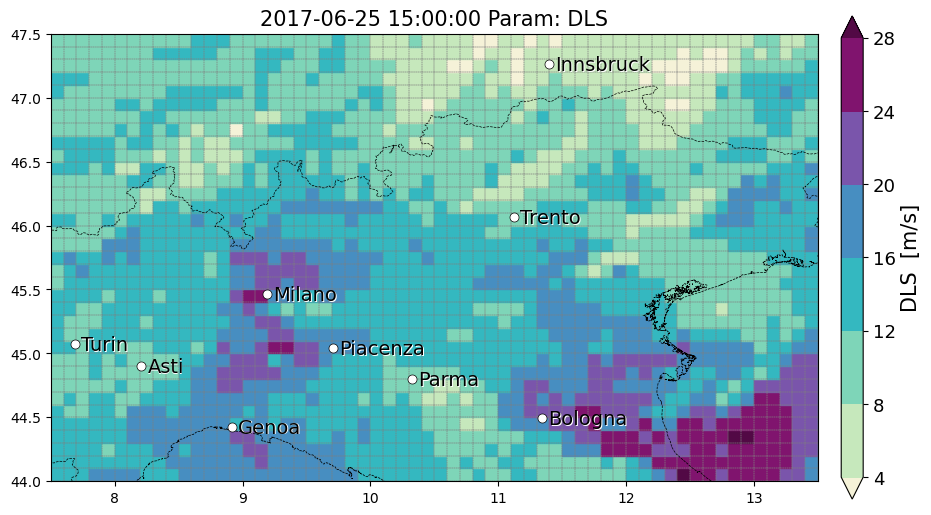 2017-06-25 15:00:00 Param: DLS
47.5
47.0
46.5
46.0
45.5
45.0
44.5
44.0
8
9
10
11
12
13
Innsbruck
Trento
Milano
Turin
Piacenza
Asti
Parma
Bologna
Genoa
28
24
20
16
12
8
4
DLS [m/s]